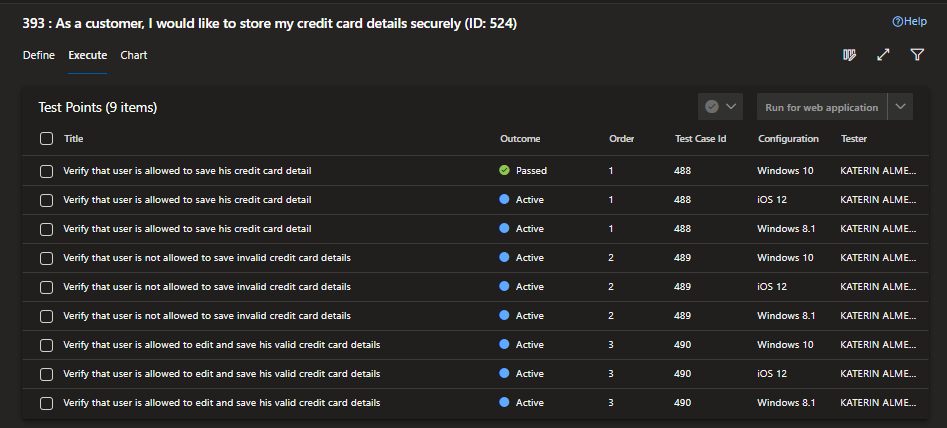 393 : As a customer, I would like to store my credit card details securely (ID: 524)
Help
Define Execute Chart
Test Points (9 items)
Run for web application
Title Outcome Order Test Case Id Configuration Tester
Verify that user is allowed to save his credit card detail Passed 1 488 Windows 10 KATERIN ALME...
Verify that user is allowed to save his credit card detail Active 1 488 iOS 12 KATERIN ALME...
Verify that user is allowed to save his credit card detail Active 1 488 Windows 8.1 KATERIN ALME...
Verify that user is not allowed to save invalid credit card details Active 2 489 Windows 10 KATERIN ALME...
Verify that user is not allowed to save invalid credit card details Active 2 489 iOS 12 KATERIN ALME...
Verify that user is not allowed to save invalid credit card details Active 2 489 Windows 8.1 KATERIN ALME...
Verify that user is allowed to edit and save his valid credit card details Active 3 490 Windows 10 KATERIN ALME...
Verify that user is allowed to edit and save his valid credit card details Active 3 490 iOS 12 KATERIN ALME...
Verify that user is allowed to edit and save his valid credit card details Active 3 490 Windows 8.1 KATERIN ALME...